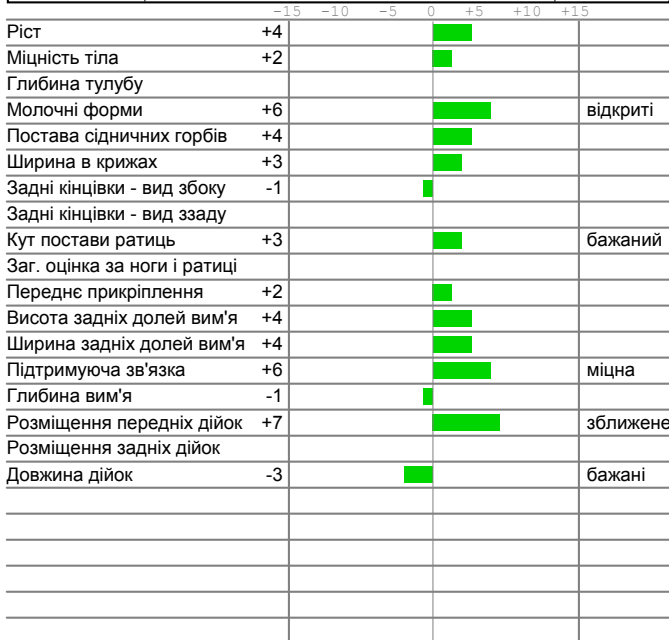 -15 -10 -5 0 +5 +10 +15
Ріст +4
Міцність тіла +2
Глибина тулубу
Молочні форми +6 відкриті
Постава сідничних горбів +4
Ширина в крижах +3
Задні кінцівки - вид збоку -1
Задні кінцівки - вид ззаду
Кут постави ратиць +3 бажаний
Заг. оцінка за ноги і ратиці
Переднє прикріплення +2
Висота задніх долей вим'я +4
Ширина задніх долей вим'я +4
Підтримуюча зв'язка +6 міцна
Глибина вим'я -1
Розміщення передніх дійок +7 зближене
Розміщення задніх дійок
Довжина дійок -3 бажані